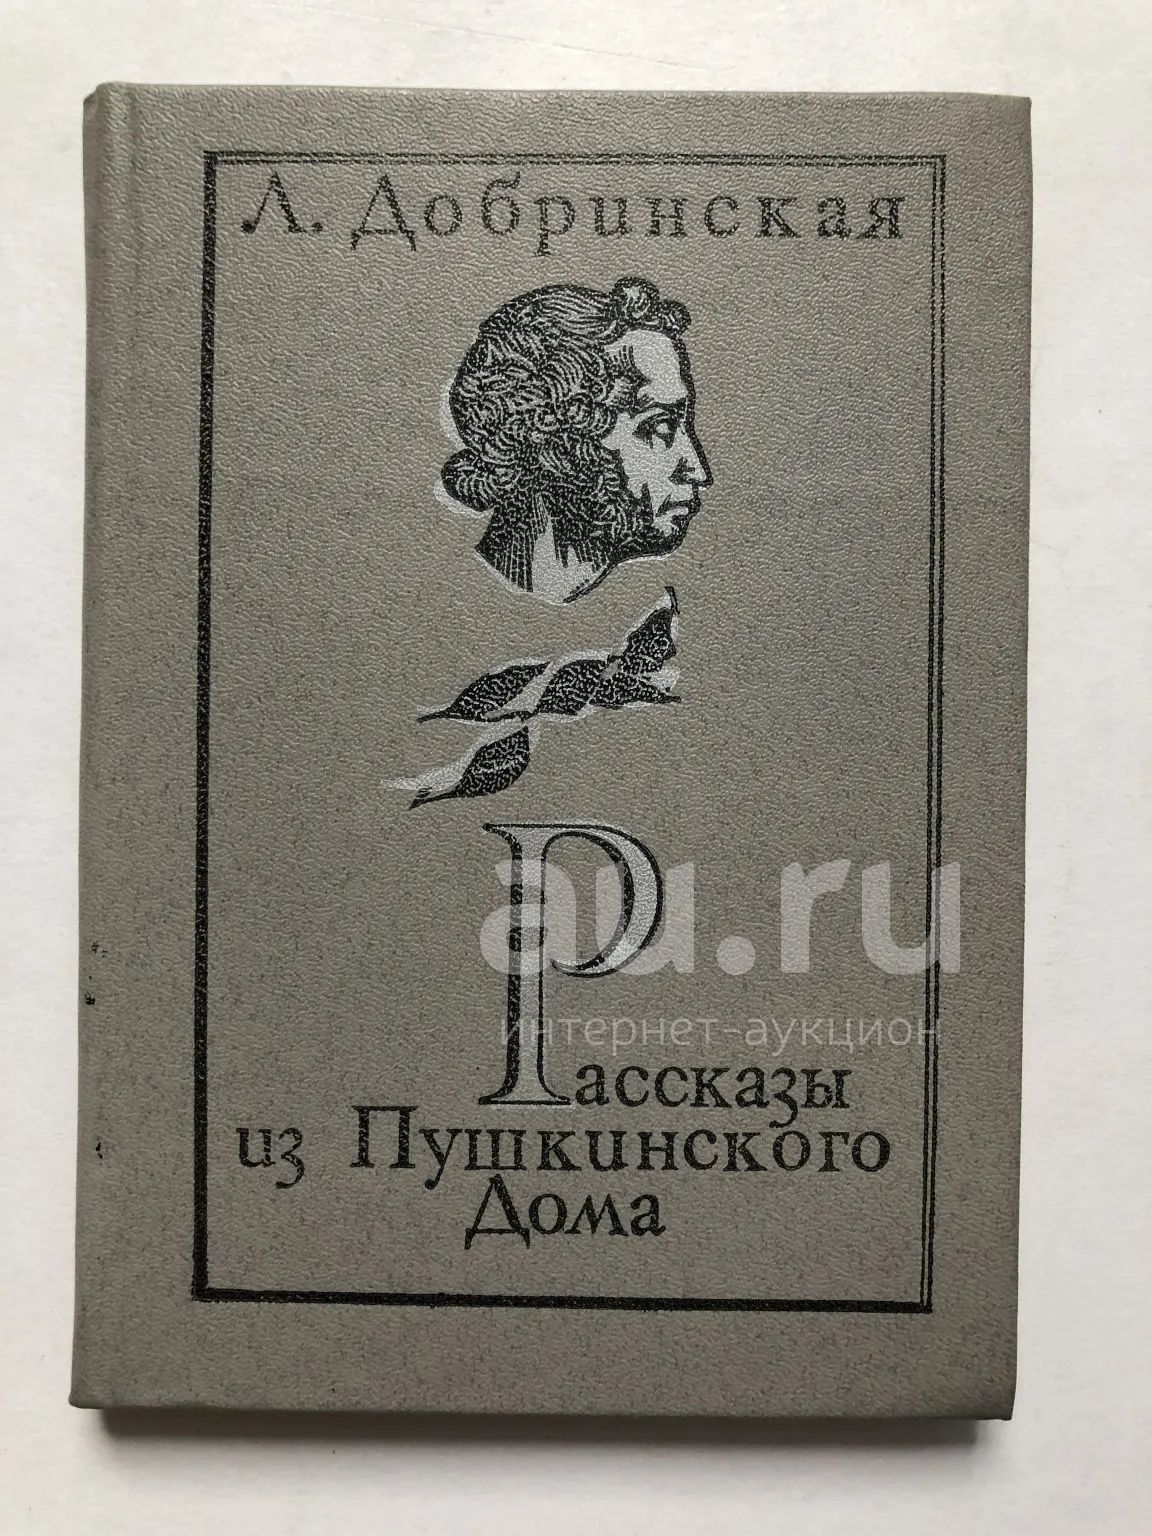 Л. Добринская
au.ru
интернет-аукцион
Рассказы
из Пушкинского
Дома